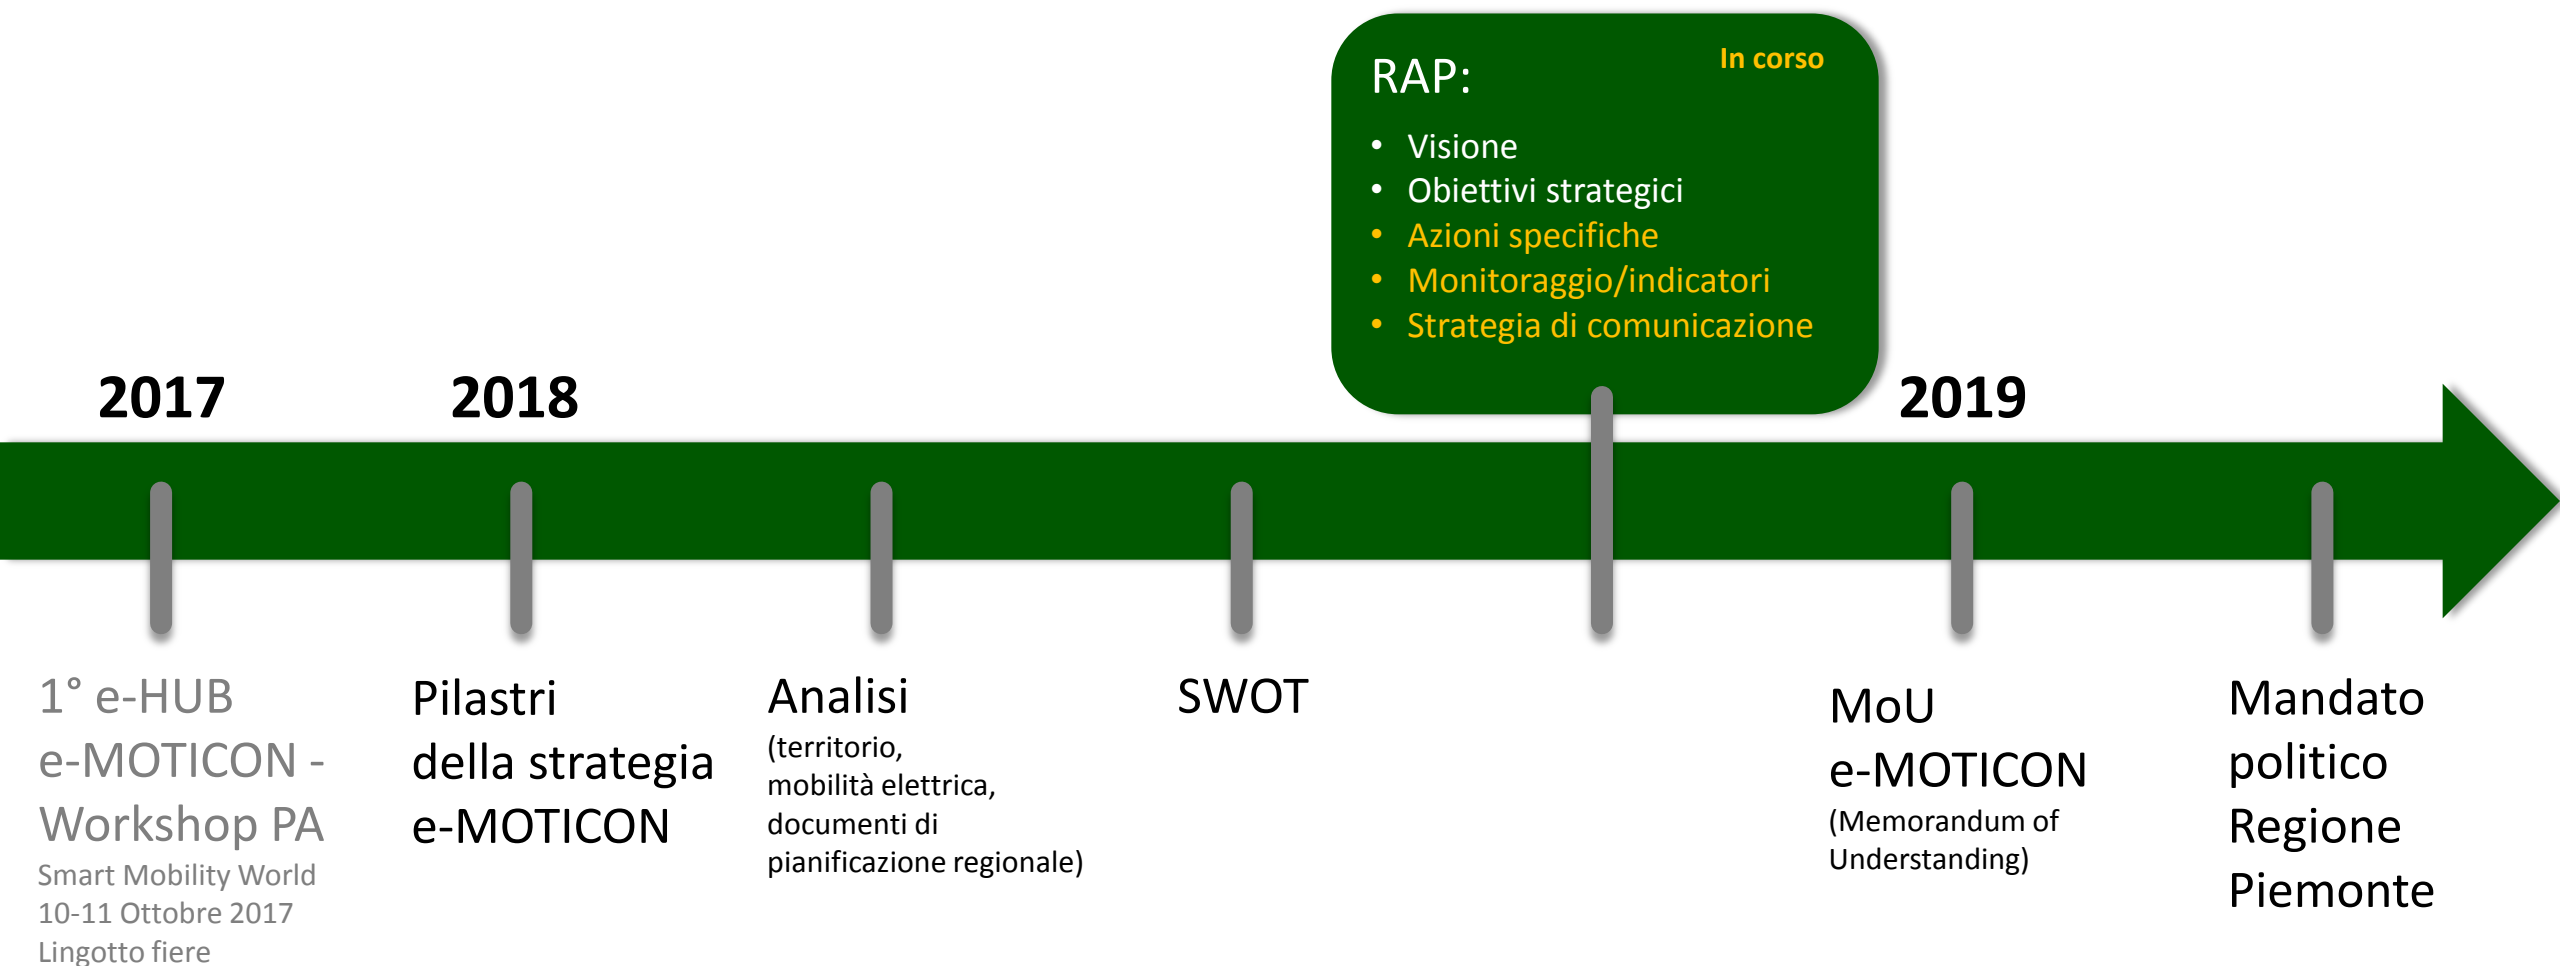 In corso
RAP:
• Visione
• Obiettivi strategici
• Azioni specifiche
• Monitoraggio/indicatori
• Strategia di comunicazione
2017
2018
2019
1° e-HUB
e-MOTICON -
Workshop PA
Smart Mobility World
10-11 Ottobre 2017
Lingotto fiere
Pilastri
della strategia
e-MOTICON
Analisi
(territorio,
mobilità elettrica,
documenti di
pianificazione regionale)
SWOT
MoU
e-MOTICON
(Memorandum of
Understanding)
Mandato
politico
Regione
Piemonte